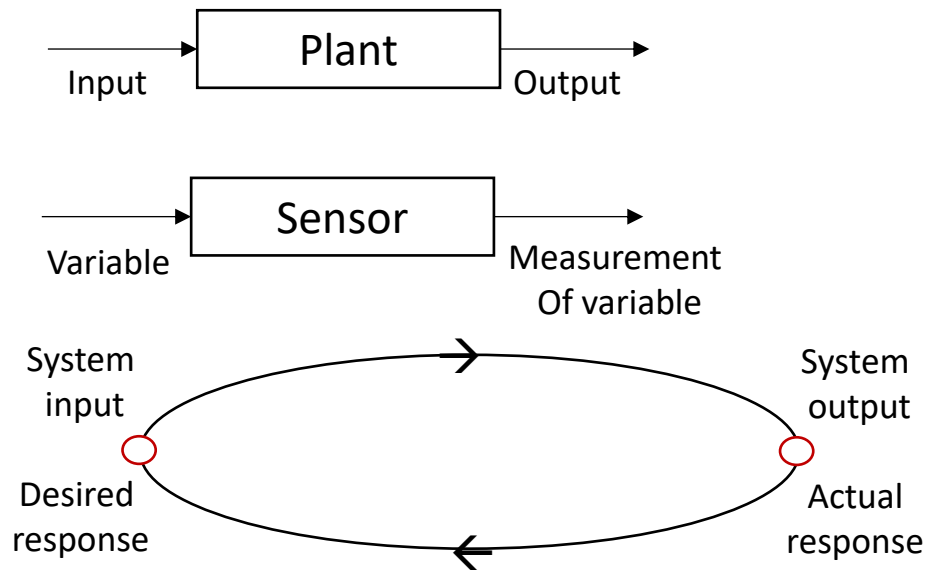 Plant
Input
Output
Sensor
Variable
Measurement
Of variable
System
input
System
output
Desired
response
Actual
response